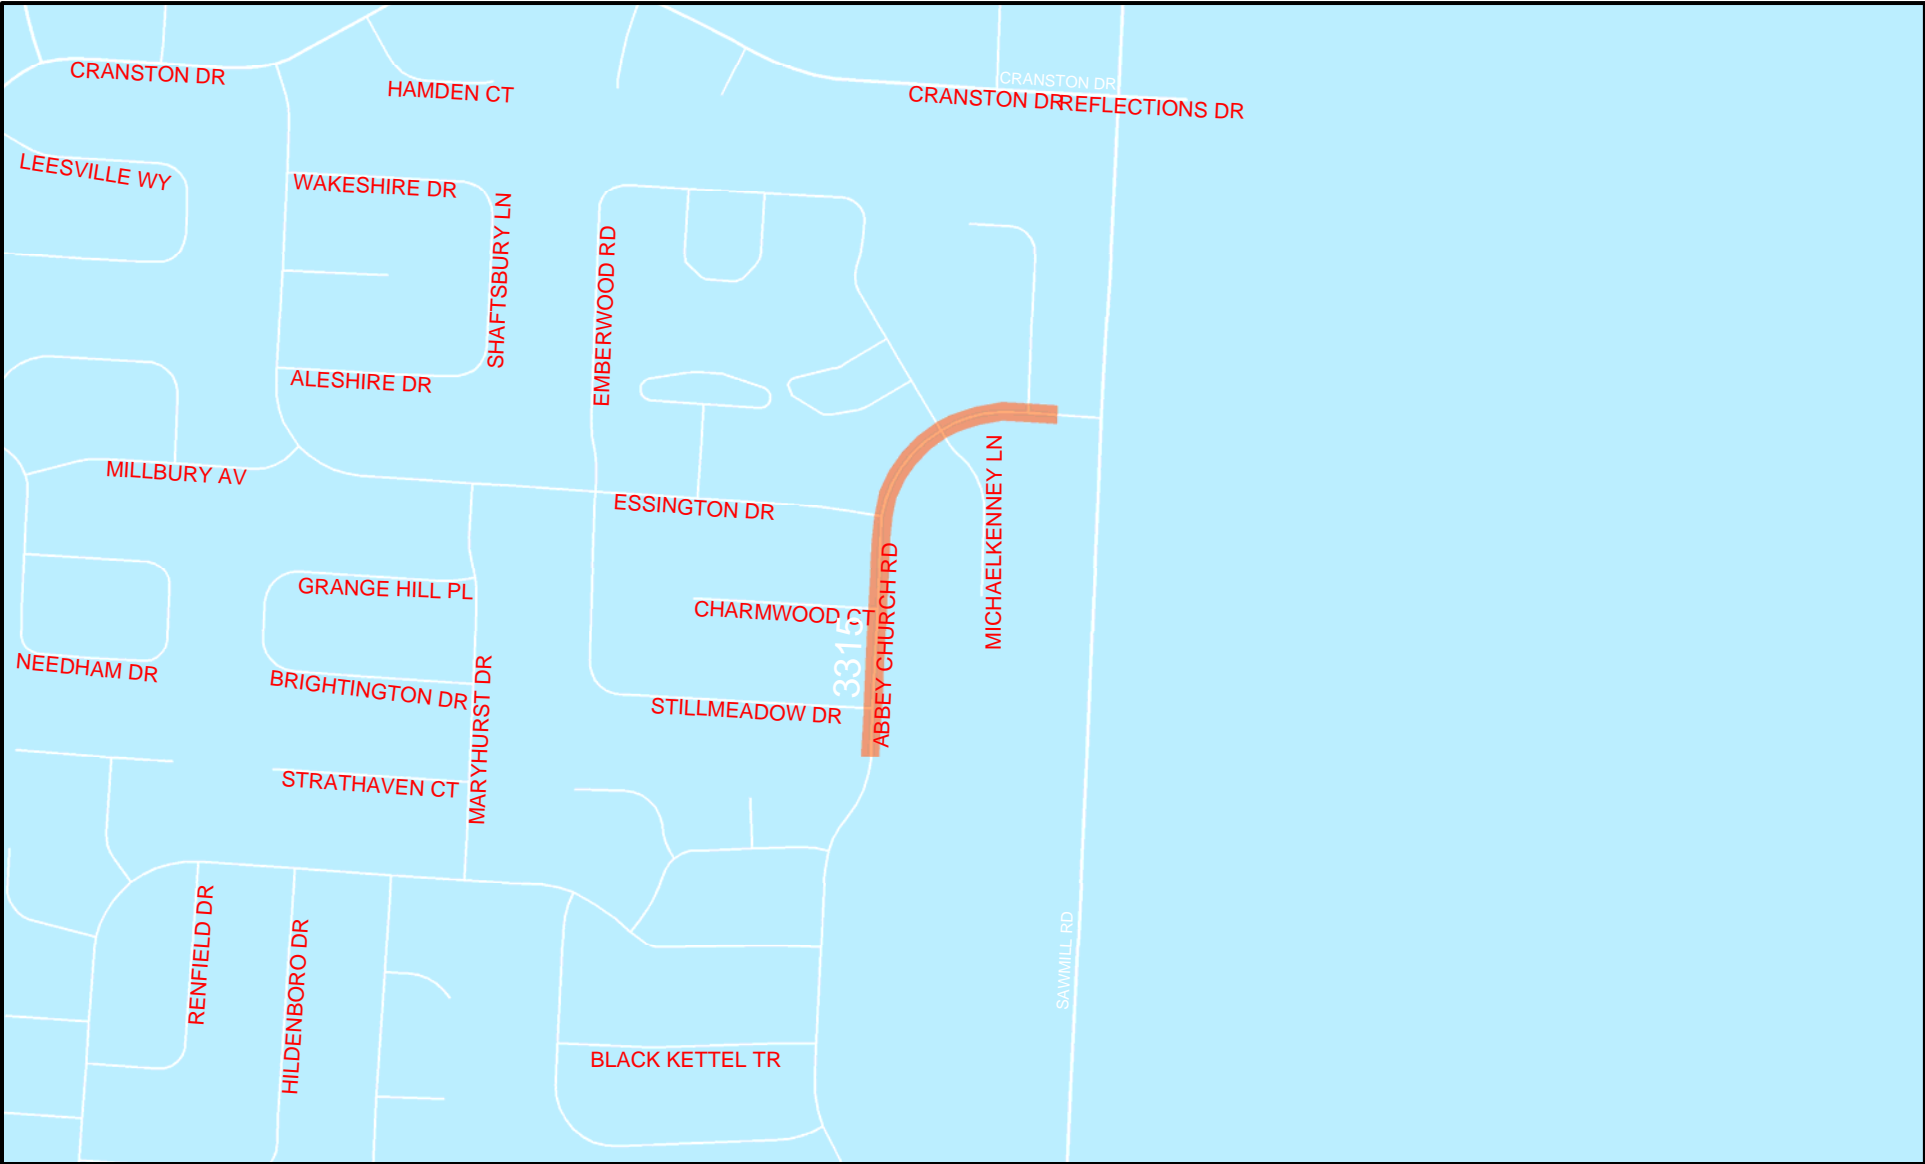 CRANSTON DR
HAMDEN CT
CRANSTON DR
CRANSTON DR
REFLECTIONS DR
LEESVILLE WY
WAKESHIRE DR
SHAFTSBURY LN
EMBERWOOD RD
ALESHIRE DR
MILLBURY AV
ESSINGTON DR
MICHAELKENNEY LN
GRANGE HILL PL
CHARMWOOD CT
3315
ABBEY CHURCH RD
NEEDHAM DR
BRIGHTINGTON DR
MARYHURST DR
STILLMEADOW DR
STRATHAVEN CT
RENFIELD DR
HILDENBORO DR
SAWMILL RD
BLACK KETTEL TR